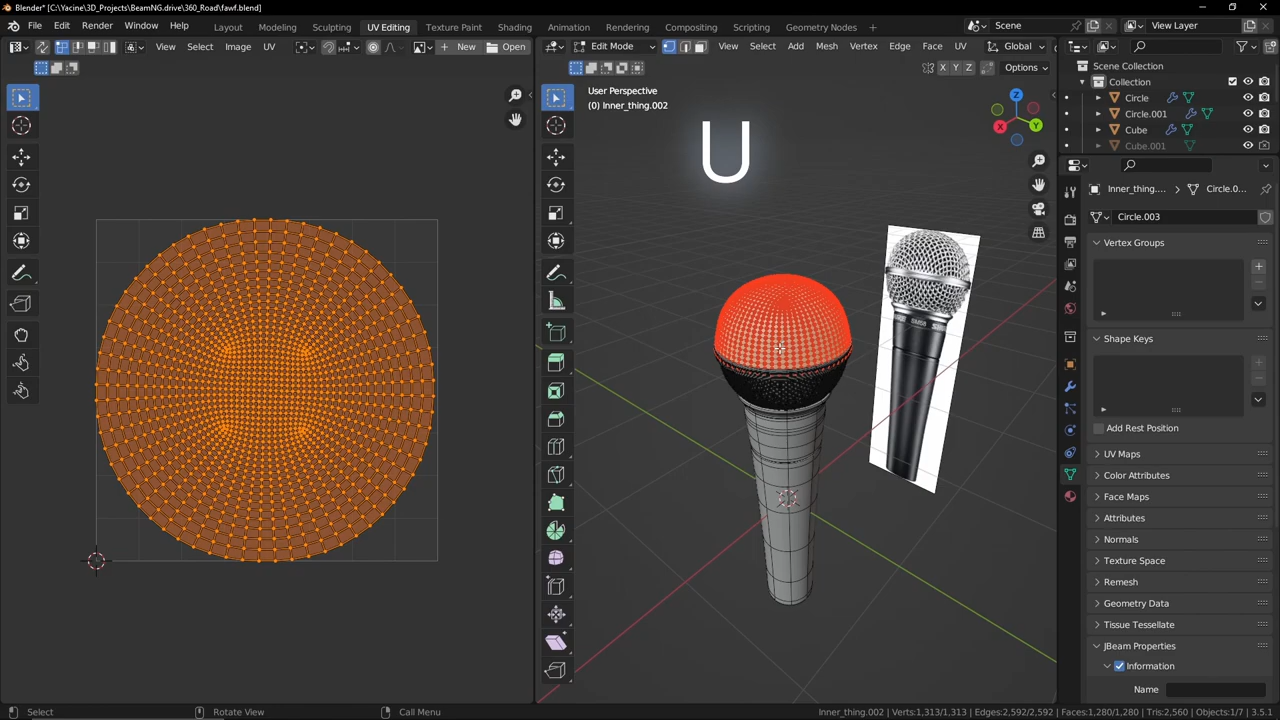 Blender* [C:\Yacine\3D_Projects\BeamNG.drive\360_Road\fawf.blend]
File Edit Render Window Help Layout Modeling Sculpting UV Editing Texture Paint Shading Animation Rendering Compositing Scripting Geometry Nodes + Scene View Layer
View Select Image UV + New Open Edit Mode View Select Add Mesh Vertex Edge Face UV Global
X Y Z Options
Scene Collection
Collection
Circle
Circle.001
Cube
Cube.001
User Perspective
(0) Inner_thing.002
U
Z
X
Y
Inner_thing.... Circle.0...
Circle.003
Vertex Groups
Shape Keys
Add Rest Position
UV Maps
Color Attributes
Face Maps
Attributes
Normals
Texture Space
Remesh
Geometry Data
Tissue Tessellate
JBeam Properties
Information
Name
Select Rotate View Call Menu Inner_thing.002 | Verts:1,313/1,313 | Edges:2,592/2,592 | Faces:1,280/1,280 | Tris:2,560 | Objects:1/7 | 3.5.1